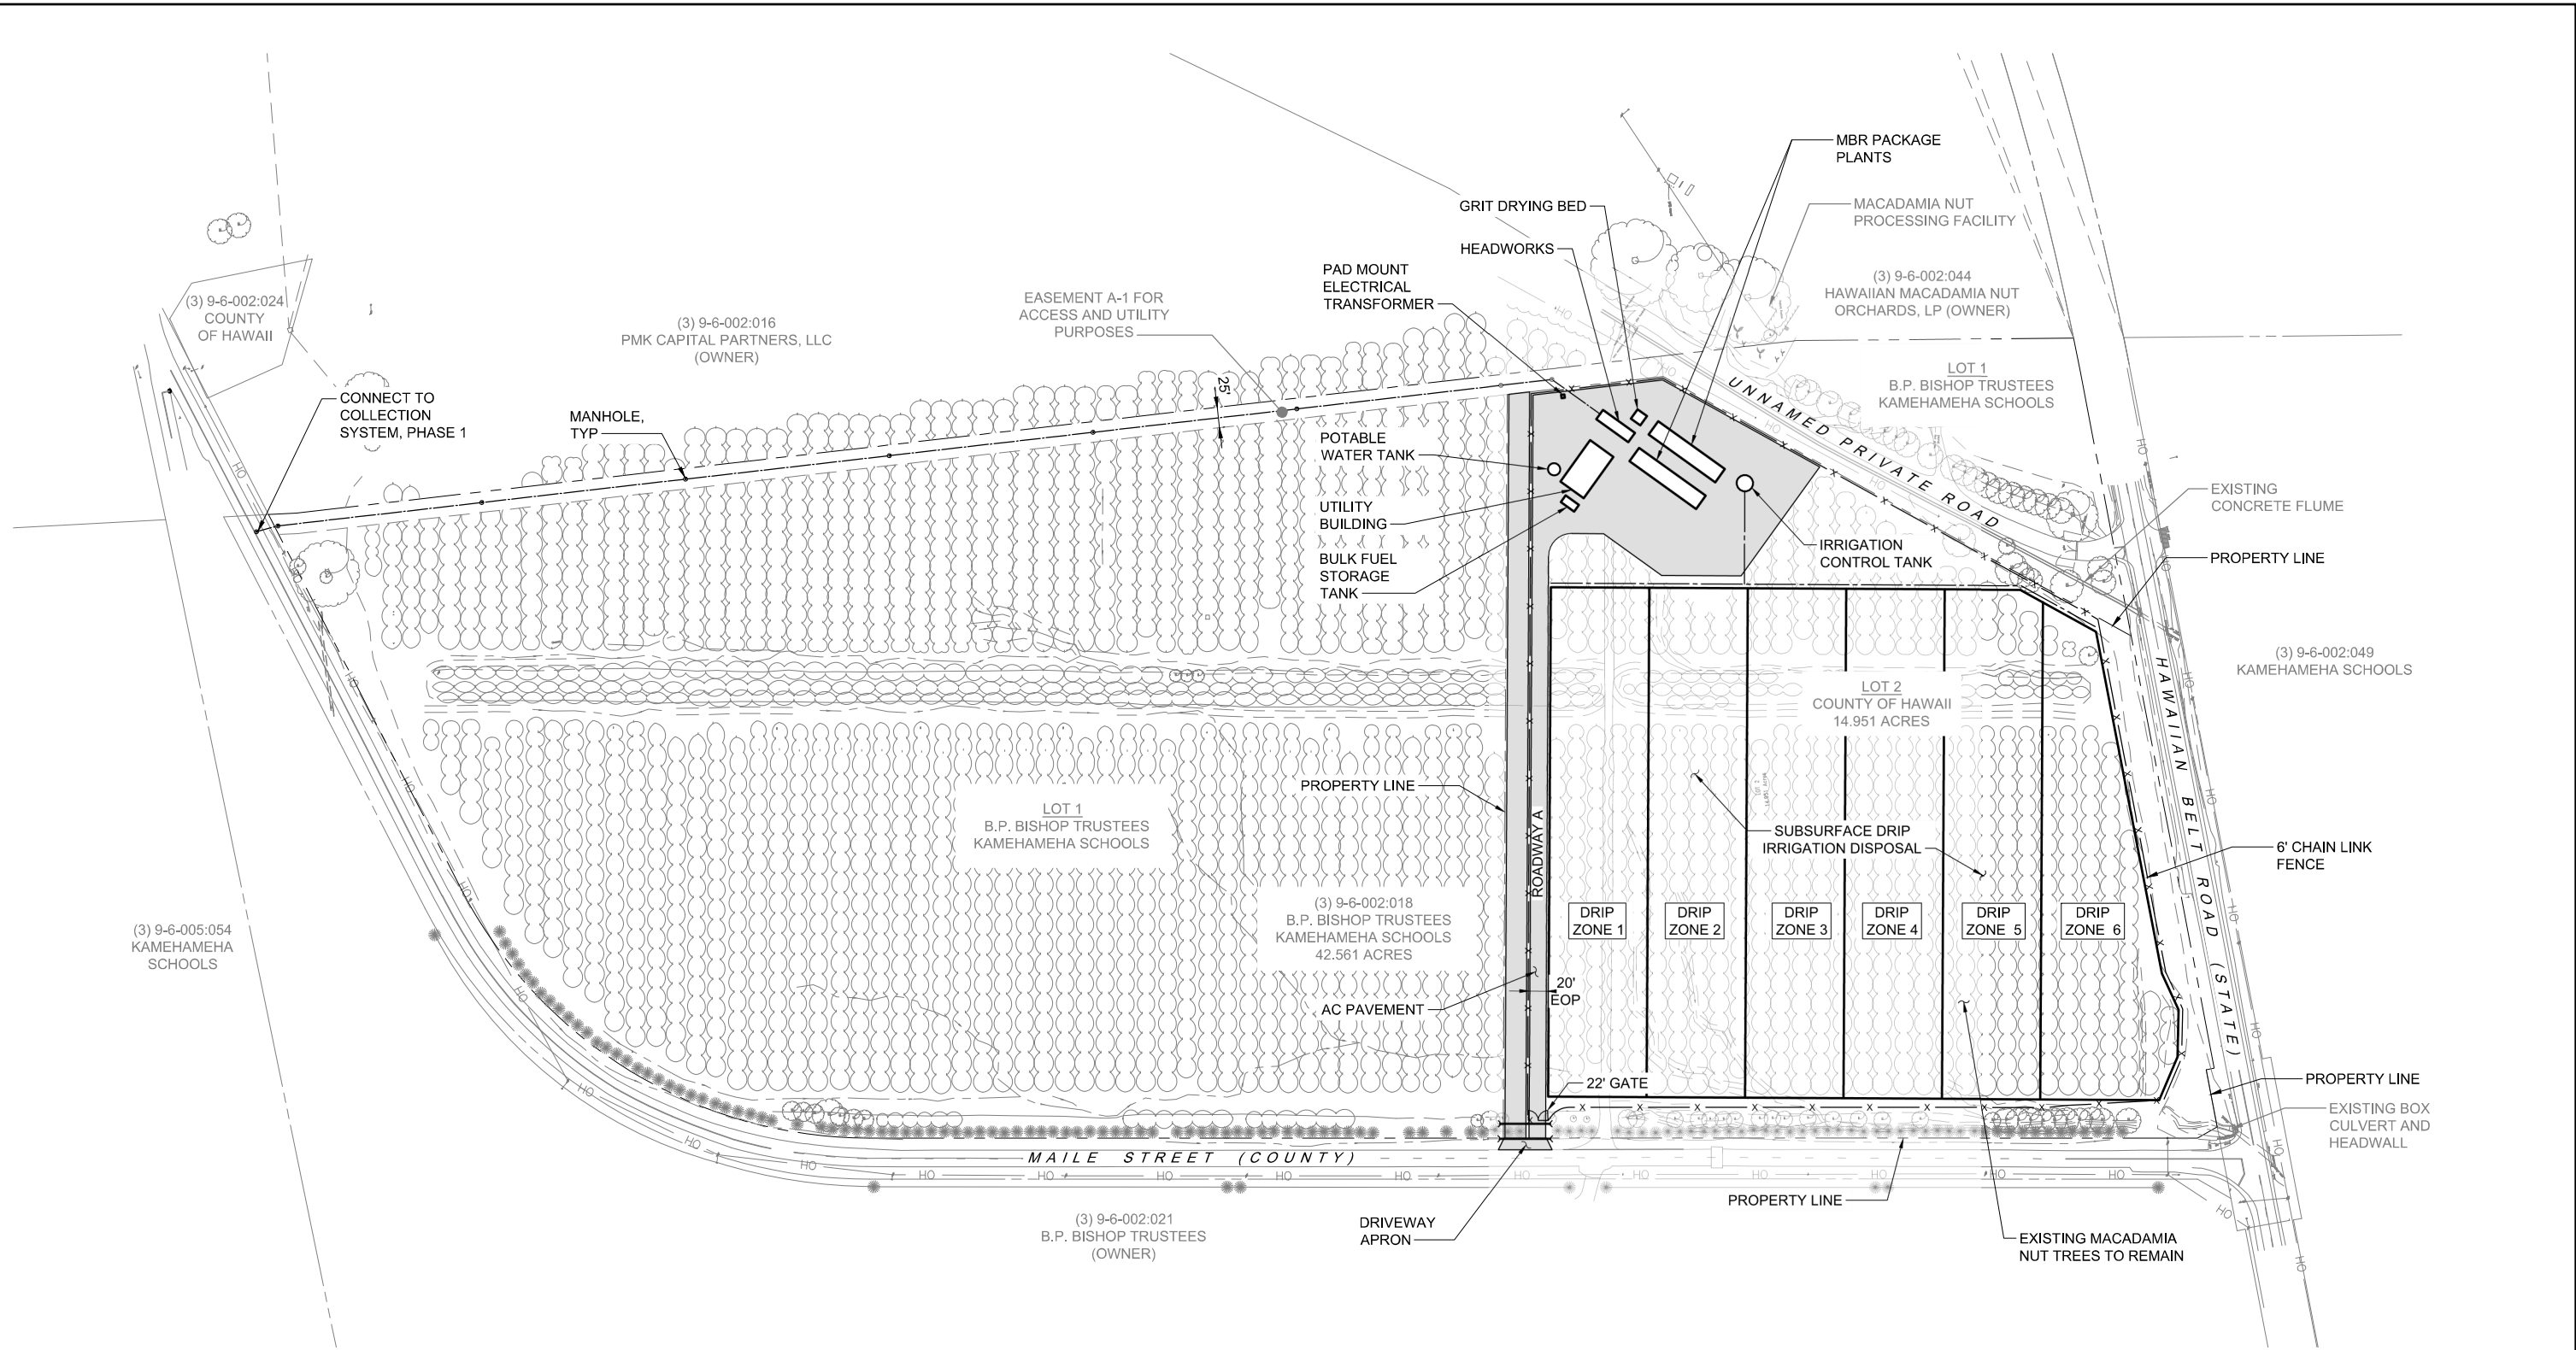 MBR PACKAGE
PLANTS
GRIT DRYING BED
MACADAMIA NUT
PROCESSING FACILITY
HEADWORKS
PAD MOUNT
ELECTRICAL
TRANSFORMER
(3) 9-6-002:044
HAWAIIAN MACADAMIA NUT
ORCHARDS, LP (OWNER)
(3) 9-6-002:024
COUNTY
OF HAWAII
(3) 9-6-002:016
PMK CAPITAL PARTNERS, LLC
(OWNER)
EASEMENT A-1 FOR
ACCESS AND UTILITY
PURPOSES
LOT 1
B.P. BISHOP TRUSTEES
KAMEHAMEHA SCHOOLS
CONNECT TO
COLLECTION
SYSTEM, PHASE 1
MANHOLE,
TYP
25'
UNNAMED PRIVATE ROAD
POTABLE
WATER TANK
UTILITY
BUILDING
BULK FUEL
STORAGE
TANK
IRRIGATION
CONTROL TANK
EXISTING
CONCRETE FLUME
PROPERTY LINE
(3) 9-6-002:049
KAMEHAMEHA SCHOOLS
LOT 2
COUNTY OF HAWAII
14.951 ACRES
HAWAIIAN BELT ROAD (STATE)
PROPERTY LINE
LOT 1
B.P. BISHOP TRUSTEES
KAMEHAMEHA SCHOOLS
ROADWAY A
SUBSURFACE DRIP
IRRIGATION DISPOSAL
6' CHAIN LINK
FENCE
(3) 9-6-002:018
B.P. BISHOP TRUSTEES
KAMEHAMEHA SCHOOLS
42.561 ACRES
DRIP
ZONE 1
DRIP
ZONE 2
DRIP
ZONE 3
DRIP
ZONE 4
DRIP
ZONE 5
DRIP
ZONE 6
(3) 9-6-005:054
KAMEHAMEHA
SCHOOLS
20'
EOP
AC PAVEMENT
22' GATE
PROPERTY LINE
EXISTING BOX
CULVERT AND
HEADWALL
MAILE STREET (COUNTY)
PROPERTY LINE
(3) 9-6-002:021
B.P. BISHOP TRUSTEES
(OWNER)
DRIVEWAY
APRON
EXISTING MACADAMIA
NUT TREES TO REMAIN